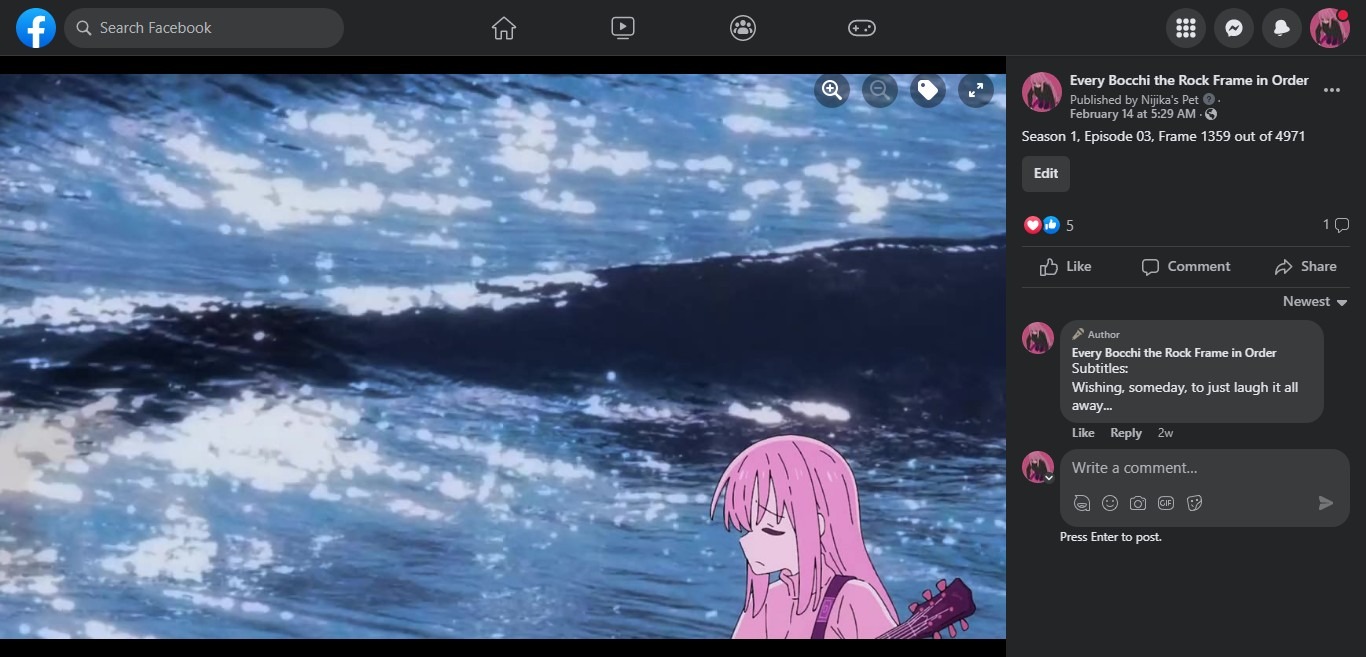 Search Facebook
Every Bocchi the Rock Frame in Order
Published by Nijika's Pet ·
February 14 at 5:29 AM ·
Season 1, Episode 03, Frame 1359 out of 4971
Edit
5
1
Like
Comment
Share
Newest
Author
Every Bocchi the Rock Frame in Order
Subtitles:
Wishing, someday, to just laugh it all
away...
Like Reply 2w
Write a comment...
GIF
Press Enter to post.